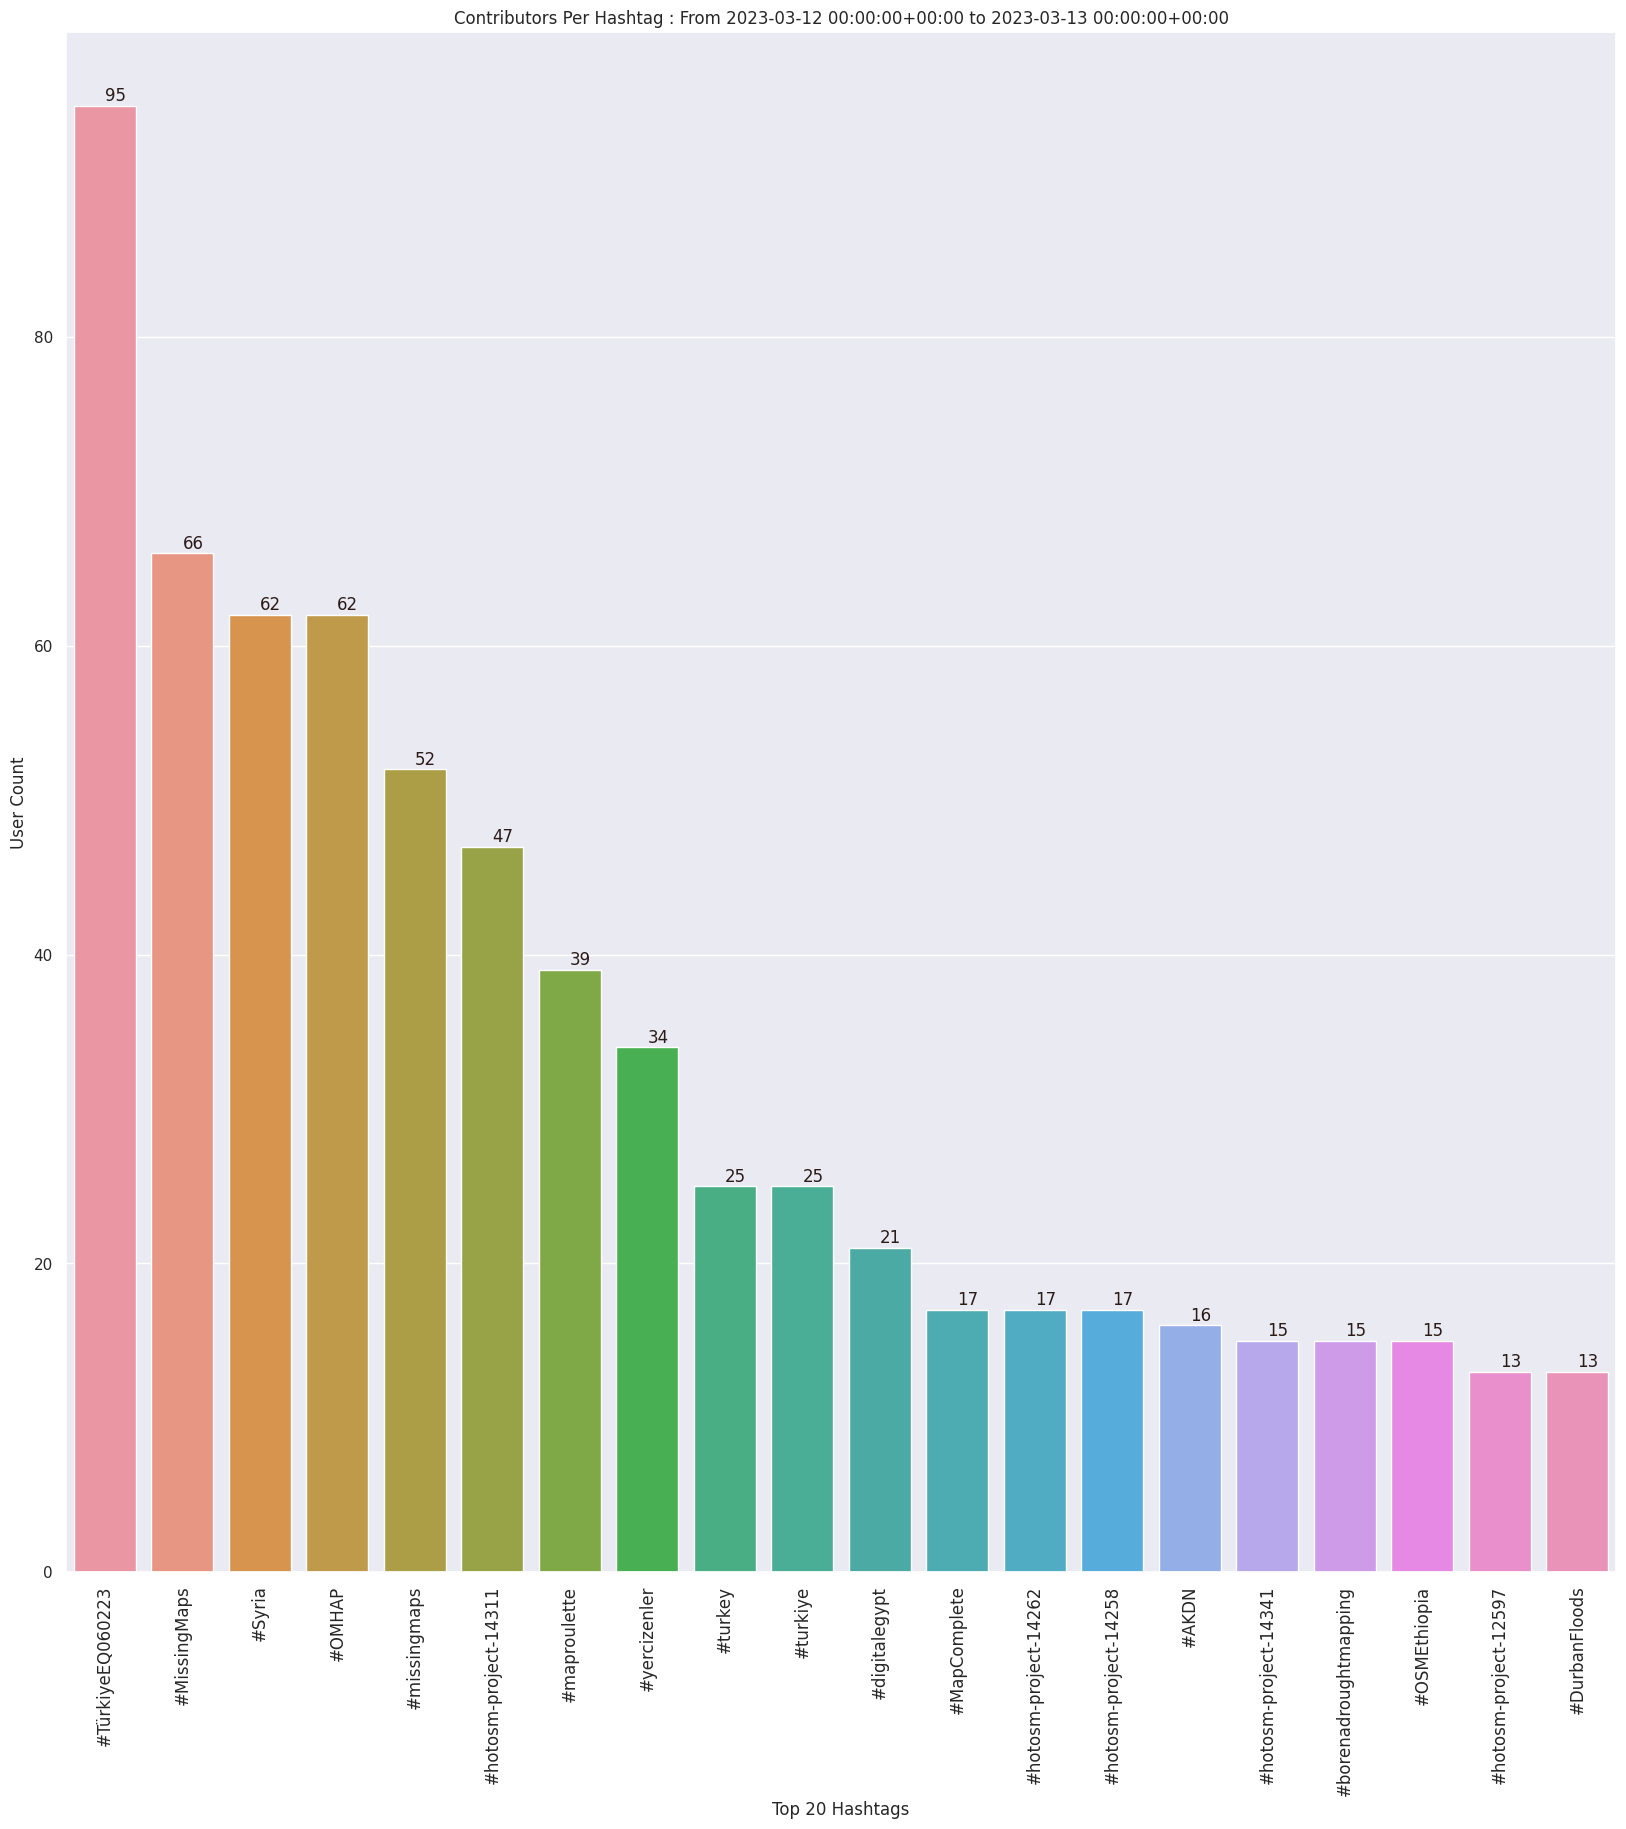 Contributors Per Hashtag : From 2023-03-12 00:00:00+00:00 to 2023-03-13 00:00:00+00:00
User Count
80
60
40
20
0
95
66
62
62
52
47
39
34
25
25
21
17
17
17
16
15
15
15
13
13
#TürkiyeEQ060223
#MissingMaps
#Syria
#OMHAP
#missingmaps
#hotosm-project-14311
#maproulette
#yercizenler
#turkey
#turkiye
#digitalegypt
#MapComplete
#hotosm-project-14262
#hotosm-project-14258
#AKDN
#hotosm-project-14341
#borenadroughtmapping
#OSMEthiopia
#hotosm-project-12597
#DurbanFloods
Top 20 Hashtags